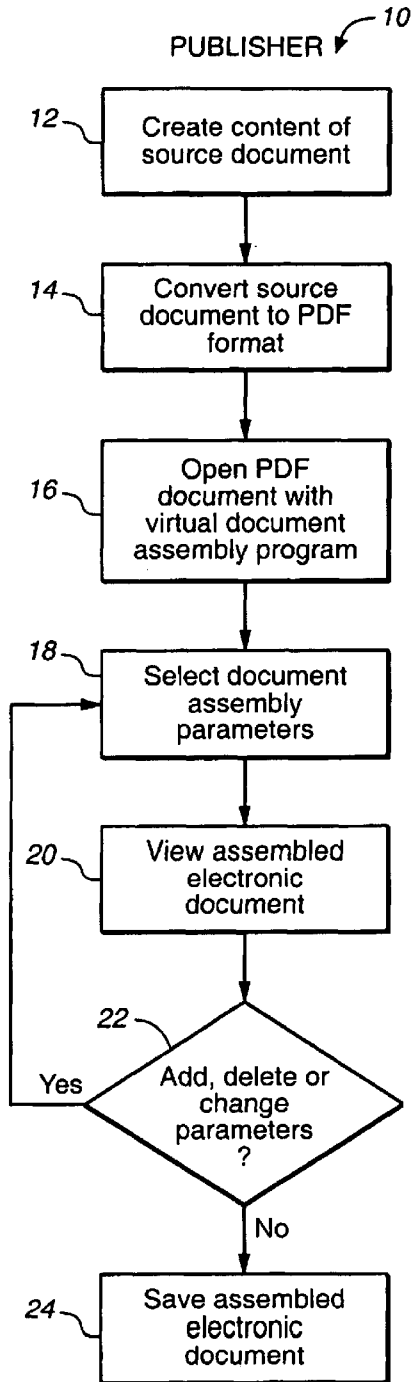 10
PUBLISHER
12
Create content of
source document
14
Convert source
document to PDF
format
16
Open PDF
document with
virtual document
assembly program
18
Select document
assembly
parameters
20
View assembled
electronic
document
22
Yes
Add, delete or
change
parameters
?
No
24
Save assembled
electronic
document